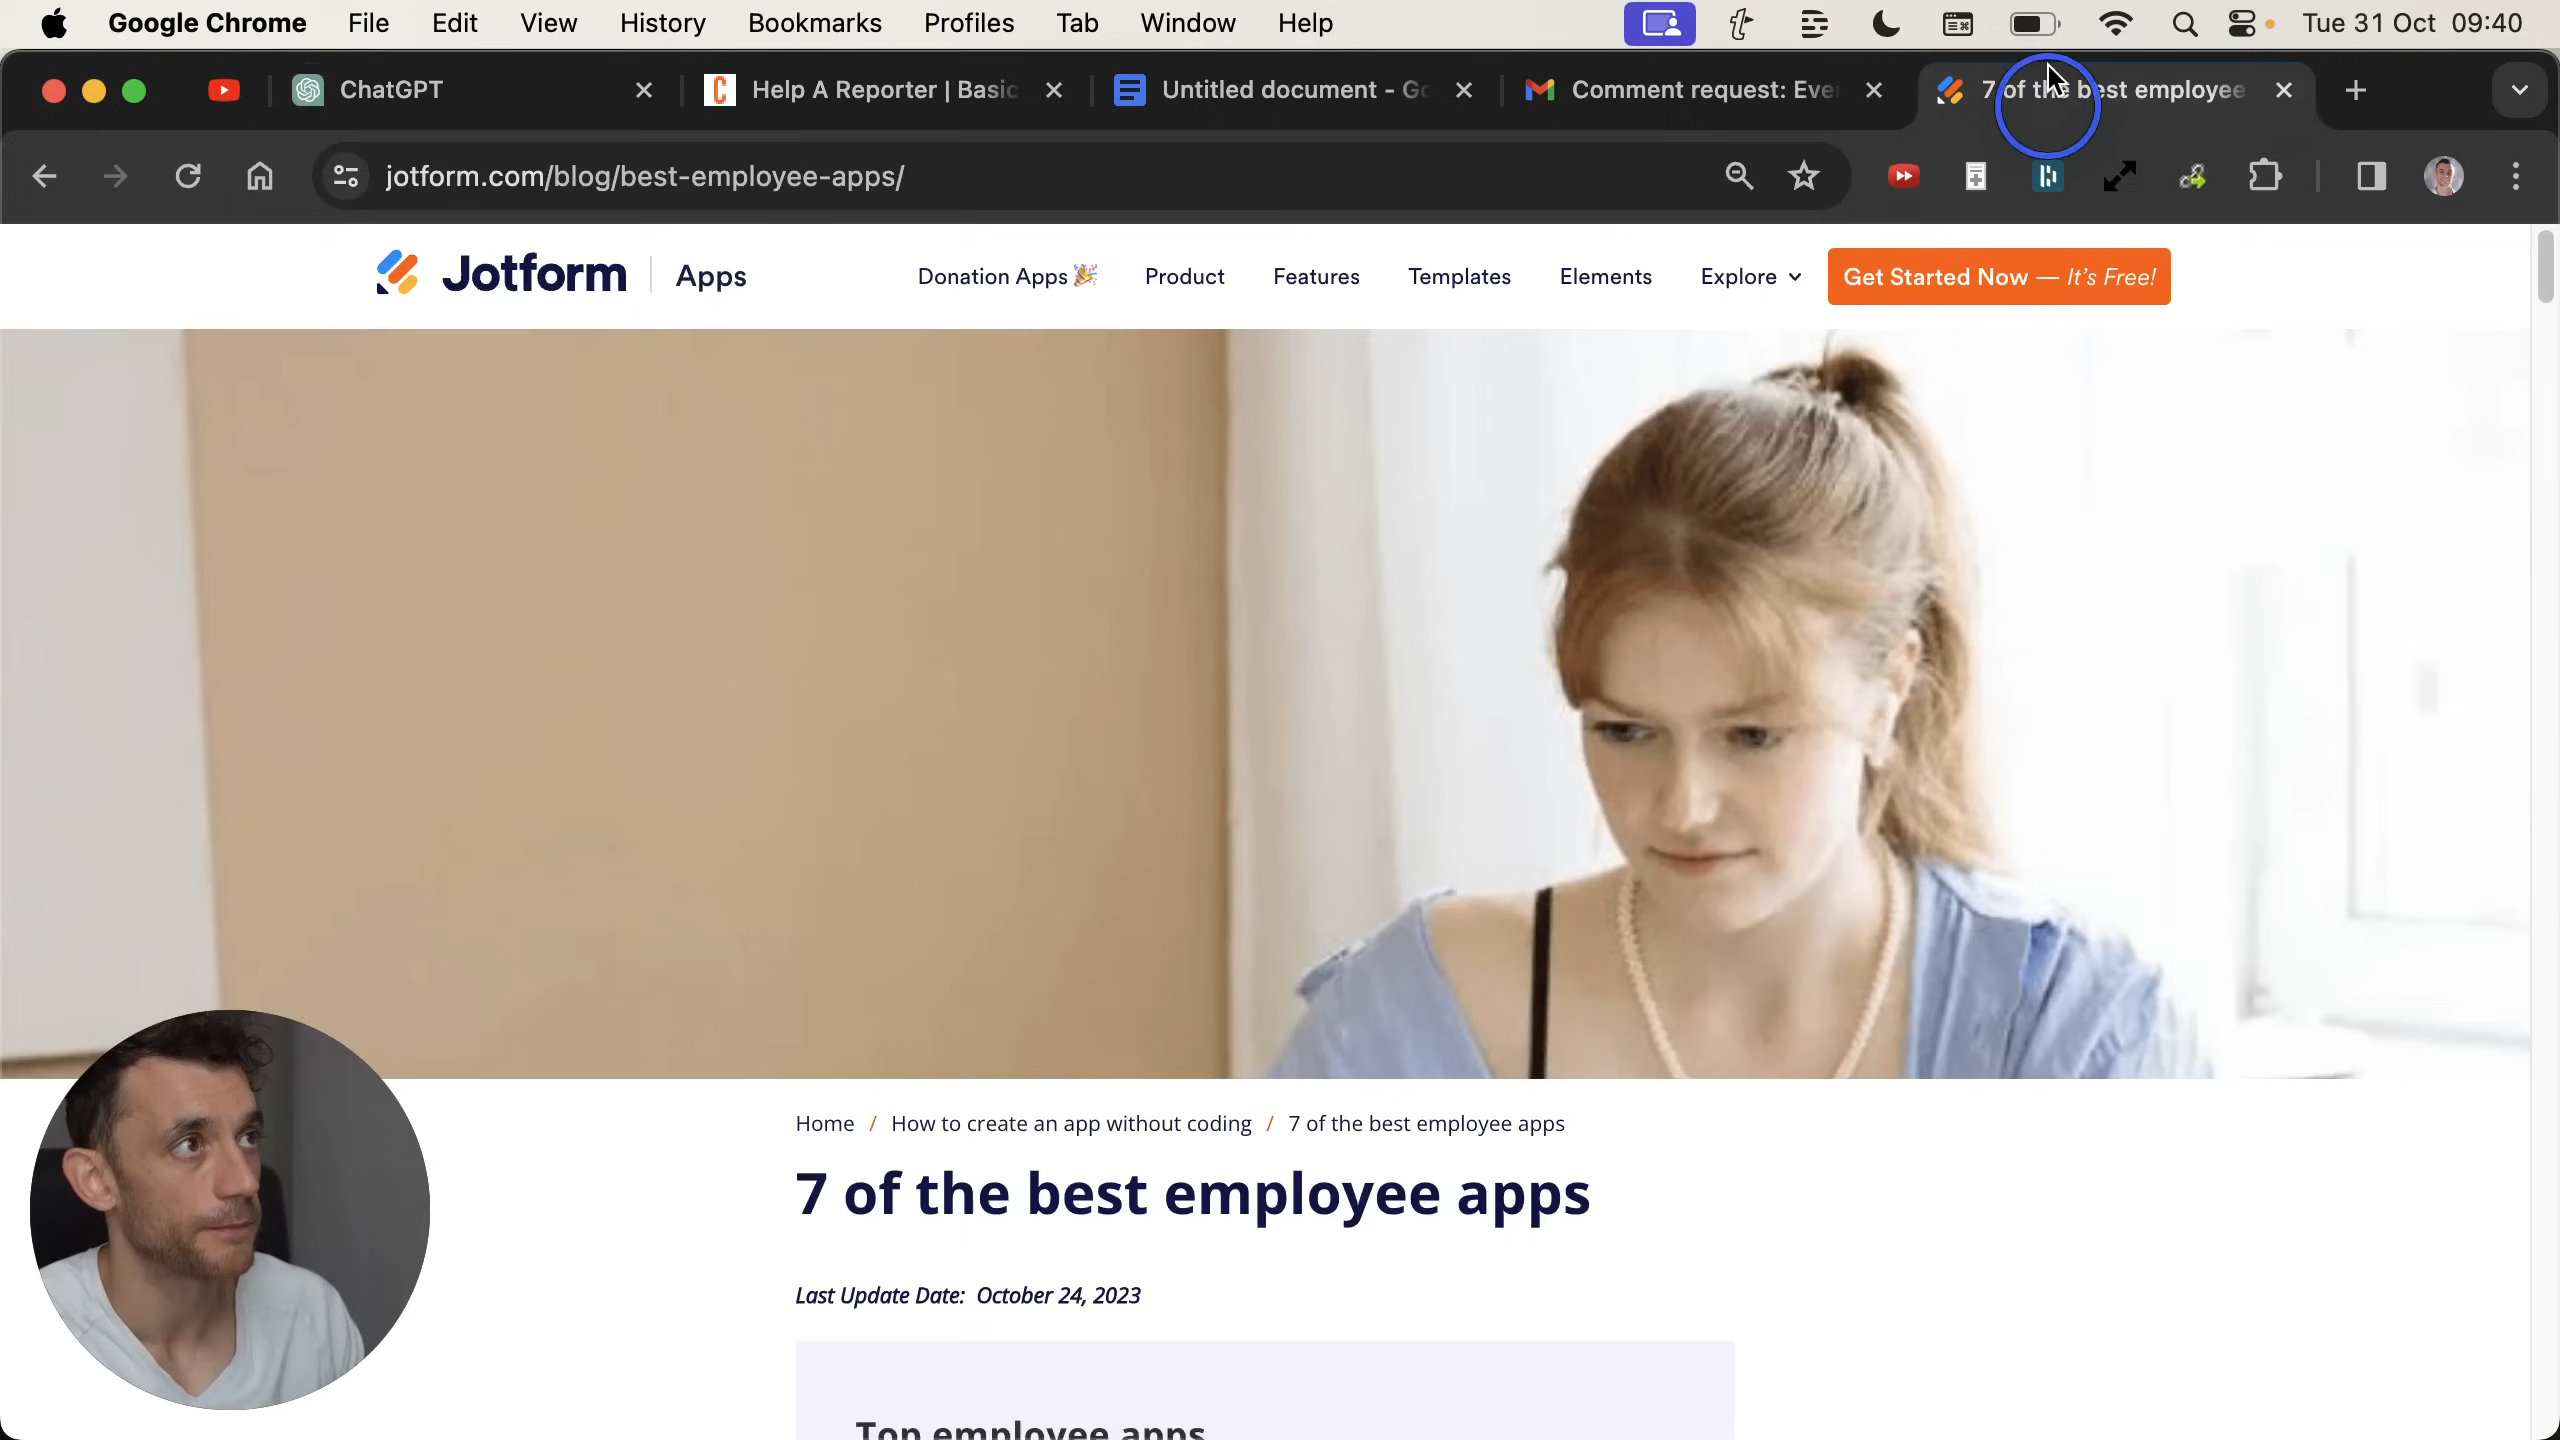 Google Chrome File Edit View History Bookmarks Profiles Tab Window Help Tue 31 Oct 09:40
ChatGPT Help A Reporter | Basic Untitled document - Go Comment request: Ever 7 of the best employee
jotform.com/blog/best-employee-apps/
Jotform Apps Donation Apps Product Features Templates Elements Explore Get Started Now — It's Free!
Home / How to create an app without coding / 7 of the best employee apps
7 of the best employee apps
Last Update Date: October 24, 2023
Top employee apps